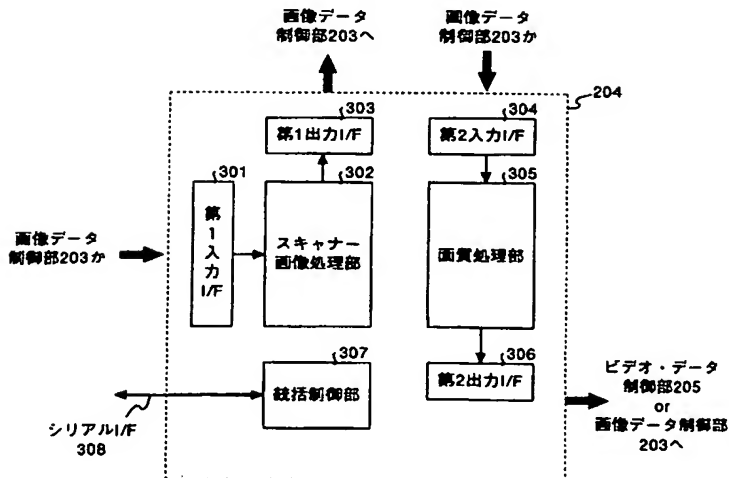 画像データ
制御部203へ
画像データ
制御部203か
204
303
第1出力I/F
304
第2入力I/F
301
第1入力I/F
302
スキャナー
画像処理部
305
画質処理部
画像データ
制御部203か
307
統括制御部
306
第2出力I/F
シリアルI/F
308
ビデオ・データ
制御部205
or
画像データ制御部
203へ